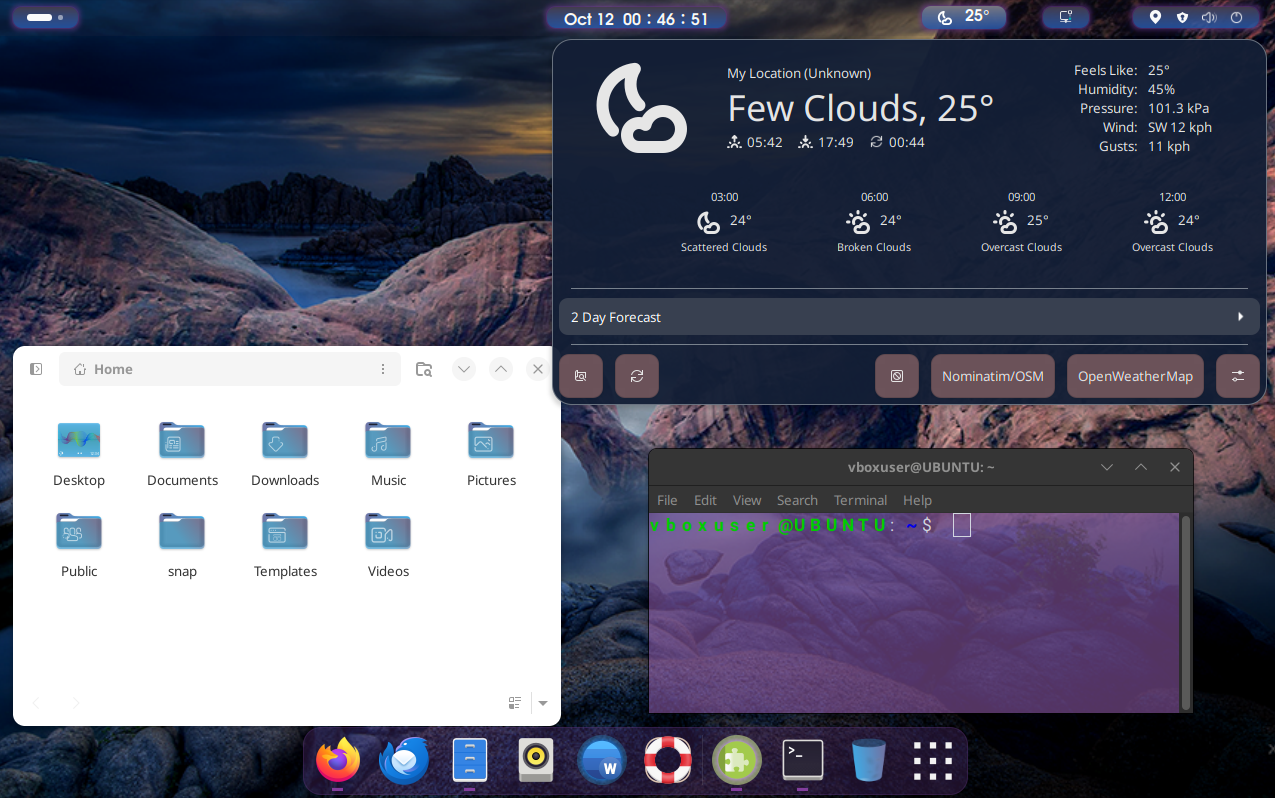 Oct 12 00 : 46 : 51
25°
My Location (Unknown)
Few Clouds, 25°
05:42 17:49 00:44
Feels Like: 25°
Humidity: 45%
Pressure: 101.3 kPa
Wind: SW 12 kph
Gusts: 11 kph
03:00 06:00 09:00 12:00
24° 24° 25° 24°
Scattered Clouds Broken Clouds Overcast Clouds Overcast Clouds
2 Day Forecast
Nominatim/OSM OpenWeatherMap
Home
Desktop Documents Downloads Music Pictures
Public snap Templates Videos
vboxuser@UBUNTU: ~
File Edit View Search Terminal Help
vboxuser@UBUNTU: ~$
W
>_